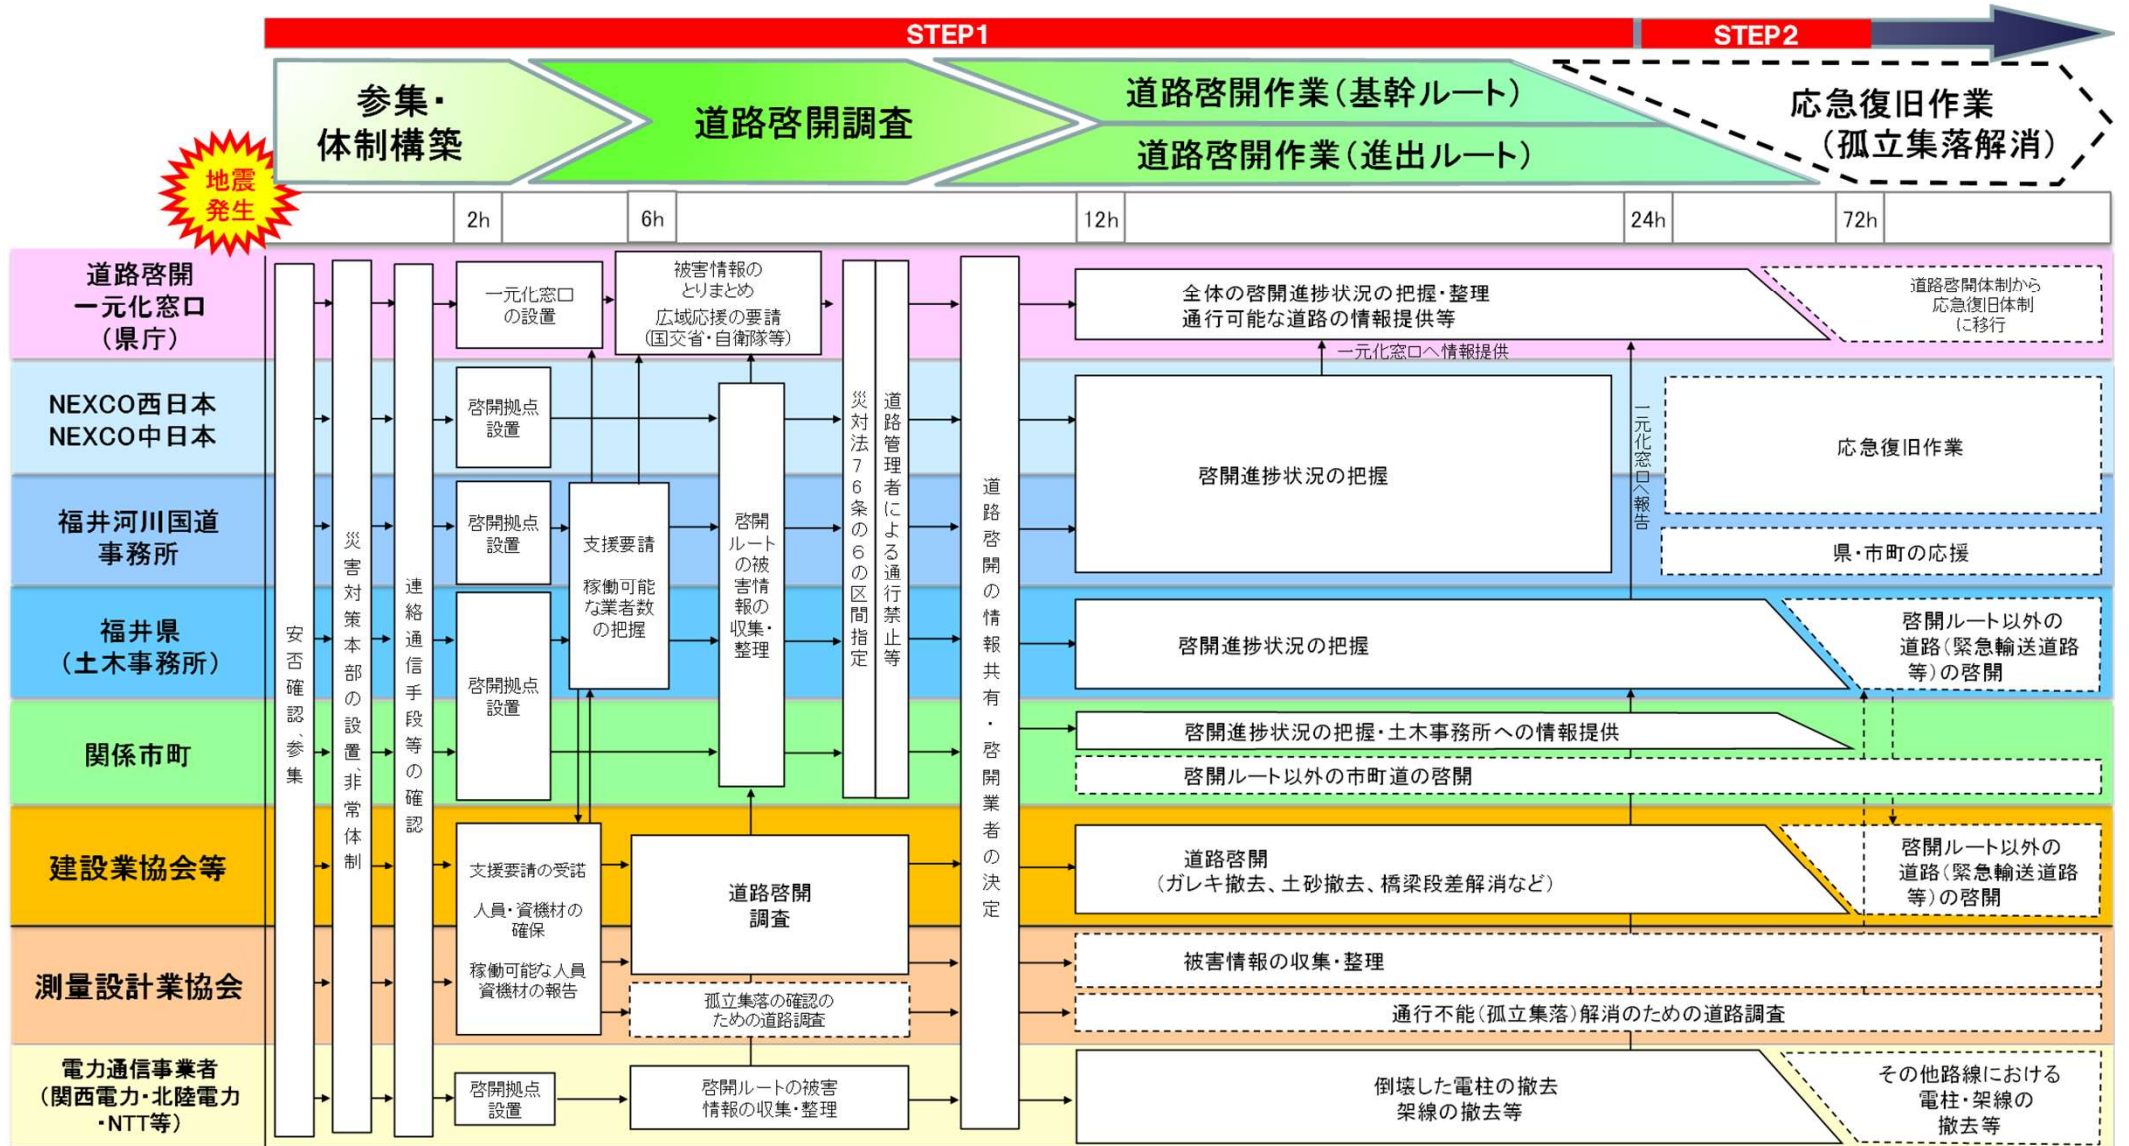 STEP1
STEP2
参集・
体制構築
道路啓開調査
道路啓開作業(基幹ルート)
道路啓開作業(進出ルート)
応急復旧作業
(孤立集落解消)
地震
発生
2h
6h
12h
24h
72h
道路啓開
一元化窓口
(県庁)
一元化窓口
の設置
被害情報の
とりまとめ
広域応援の要請
(国交省・自衛隊等)
全体の啓開進捗状況の把握・整理
通行可能な道路の情報提供等
道路啓開体制から
応急復旧体制
に移行
一元化窓口へ情報提供
NEXCO西日本
NEXCO中日本
啓開拠点
設置
啓開進捗状況の把握
一元化窓口へ報告
応急復旧作業
福井河川国道
事務所
啓開拠点
設置
支援要請
稼働可能
な業者数
の把握
啓開
ルート
の被
害情
報の
収集・
整理
県・市町の応援
安否確認、参集
災害対策本部の設置、非常体制
連絡通信手段等の確認
災対法76条の6の区間指定
道路管理者による通行禁止等
道路啓開の情報共有・啓開業者の決定
福井県
(土木事務所)
啓開拠点
設置
啓開進捗状況の把握
啓開ルート以外の
道路(緊急輸送道路
等)の啓開
関係市町
啓開進捗状況の把握・土木事務所への情報提供
啓開ルート以外の市町道の啓開
建設業協会等
支援要請の受諾
人員・資機材の
確保
稼働可能な人員
資機材の報告
道路啓開
調査
道路啓開
(ガレキ撤去、土砂撤去、橋梁段差解消など)
啓開ルート以外の
道路(緊急輸送道路
等)の啓開
測量設計業協会
孤立集落の確認の
ための道路調査
被害情報の収集・整理
通行不能(孤立集落)解消のための道路調査
電力通信事業者
(関西電力・北陸電力
・NTT等)
啓開拠点
設置
啓開ルートの被害
情報の収集・整理
倒壊した電柱の撤去
架線の撤去等
その他路線における
電柱・架線の
撤去等